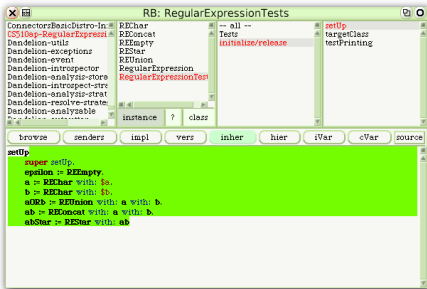 RB: RegularExpressionTests
ConnectorsBasicDistro-In
CS510ap-RegularExpressi
Dandelion-utils
Dandelion-exceptions
Dandelion-event
Dandelion-introspector
Dandelion-analysis-stora
Dandelion-introspect-stra
Dandelion-analysis-strat
Dandelion-resolve-strate
Dandelion-analyzable
REChar
REConcat
REEmpty
REStar
REUnion
RegularExpression
RegularExpressionTest
instance ? class
-- all --
Tests
initialize/release
setUp
targetClass
testPrinting
browse senders impl vers inher hier iVar cVar source
setUp
super setUp.
epsilon := REEmpty.
a := REChar with: $a.
b := REChar with: $b.
aORb := REUnion with: a with: b.
ab := REConcat with: a with: b.
abStar := REStar with: ab